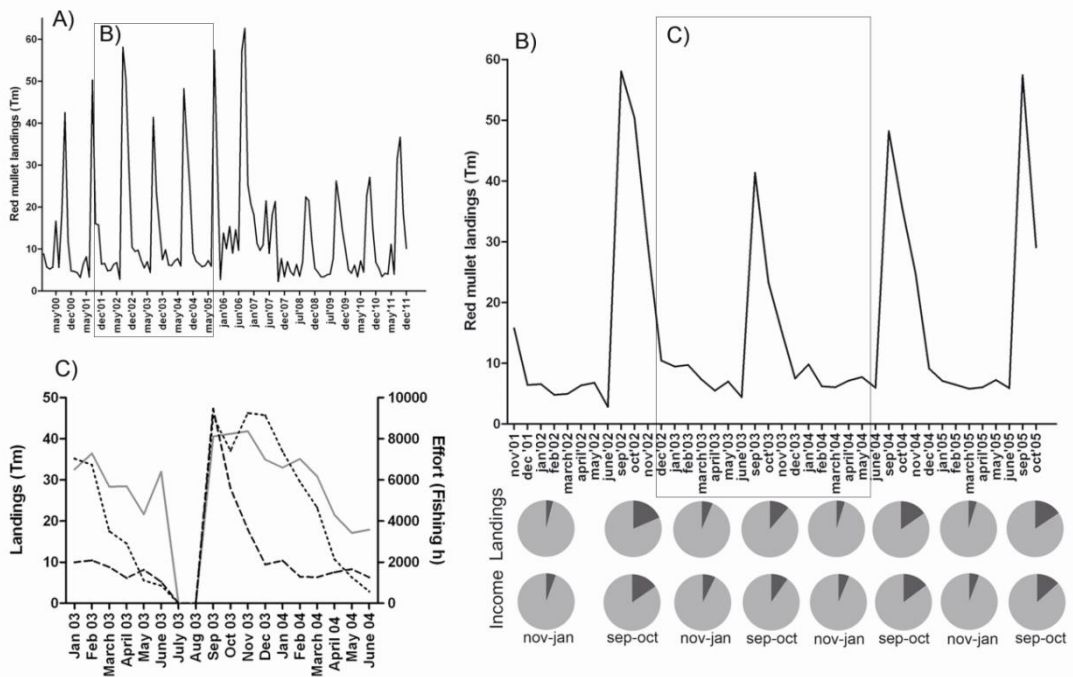 A)
B)
Red mullet landings (Tm)
60
50
40
30
20
10
0
may'00
dec'00
may'01
dec'01
may'02
dec'02
may'03
dec'03
may'04
dec'04
may'05
jan'06
jun'06
jan'07
jun'07
dec'07
jul'08
dec'08
may'09
dec'09
may'10
dec'10
may'11
dec'11
B)
C)
Red mullet landings (Tm)
60
50
40
30
20
10
0
nov'01
dec '01
jan'02
feb'02
march'02
april'02
may'02
june'02
sep'02
oct'02
nov'02
dec'02
jan'03
feb'03
march'03
april'03
may'03
june'03
sep'03
oct'03
nov'03
dec'03
jan'04
feb'04
march'04
april'04
may'04
june'04
sep'04
oct'04
nov'04
dec'04
jan'05
feb'05
march'05
april'05
may'05
june'05
sep'05
oct'05
Landings
Income
nov-jan
sep-oct
nov-jan
sep-oct
nov-jan
sep-oct
nov-jan
sep-oct
C)
Landings (Tm)
50
40
30
20
10
0
10000
8000
6000
4000
2000
0
Effort (Fishing h)
Jan 03
Feb 03
March 03
April 03
May 03
June 03
July 03
Aug 03
Sep 03
Oct 03
Nov 03
Dec 03
Jan 04
Feb 04
March 04
April 04
May 04
June 04